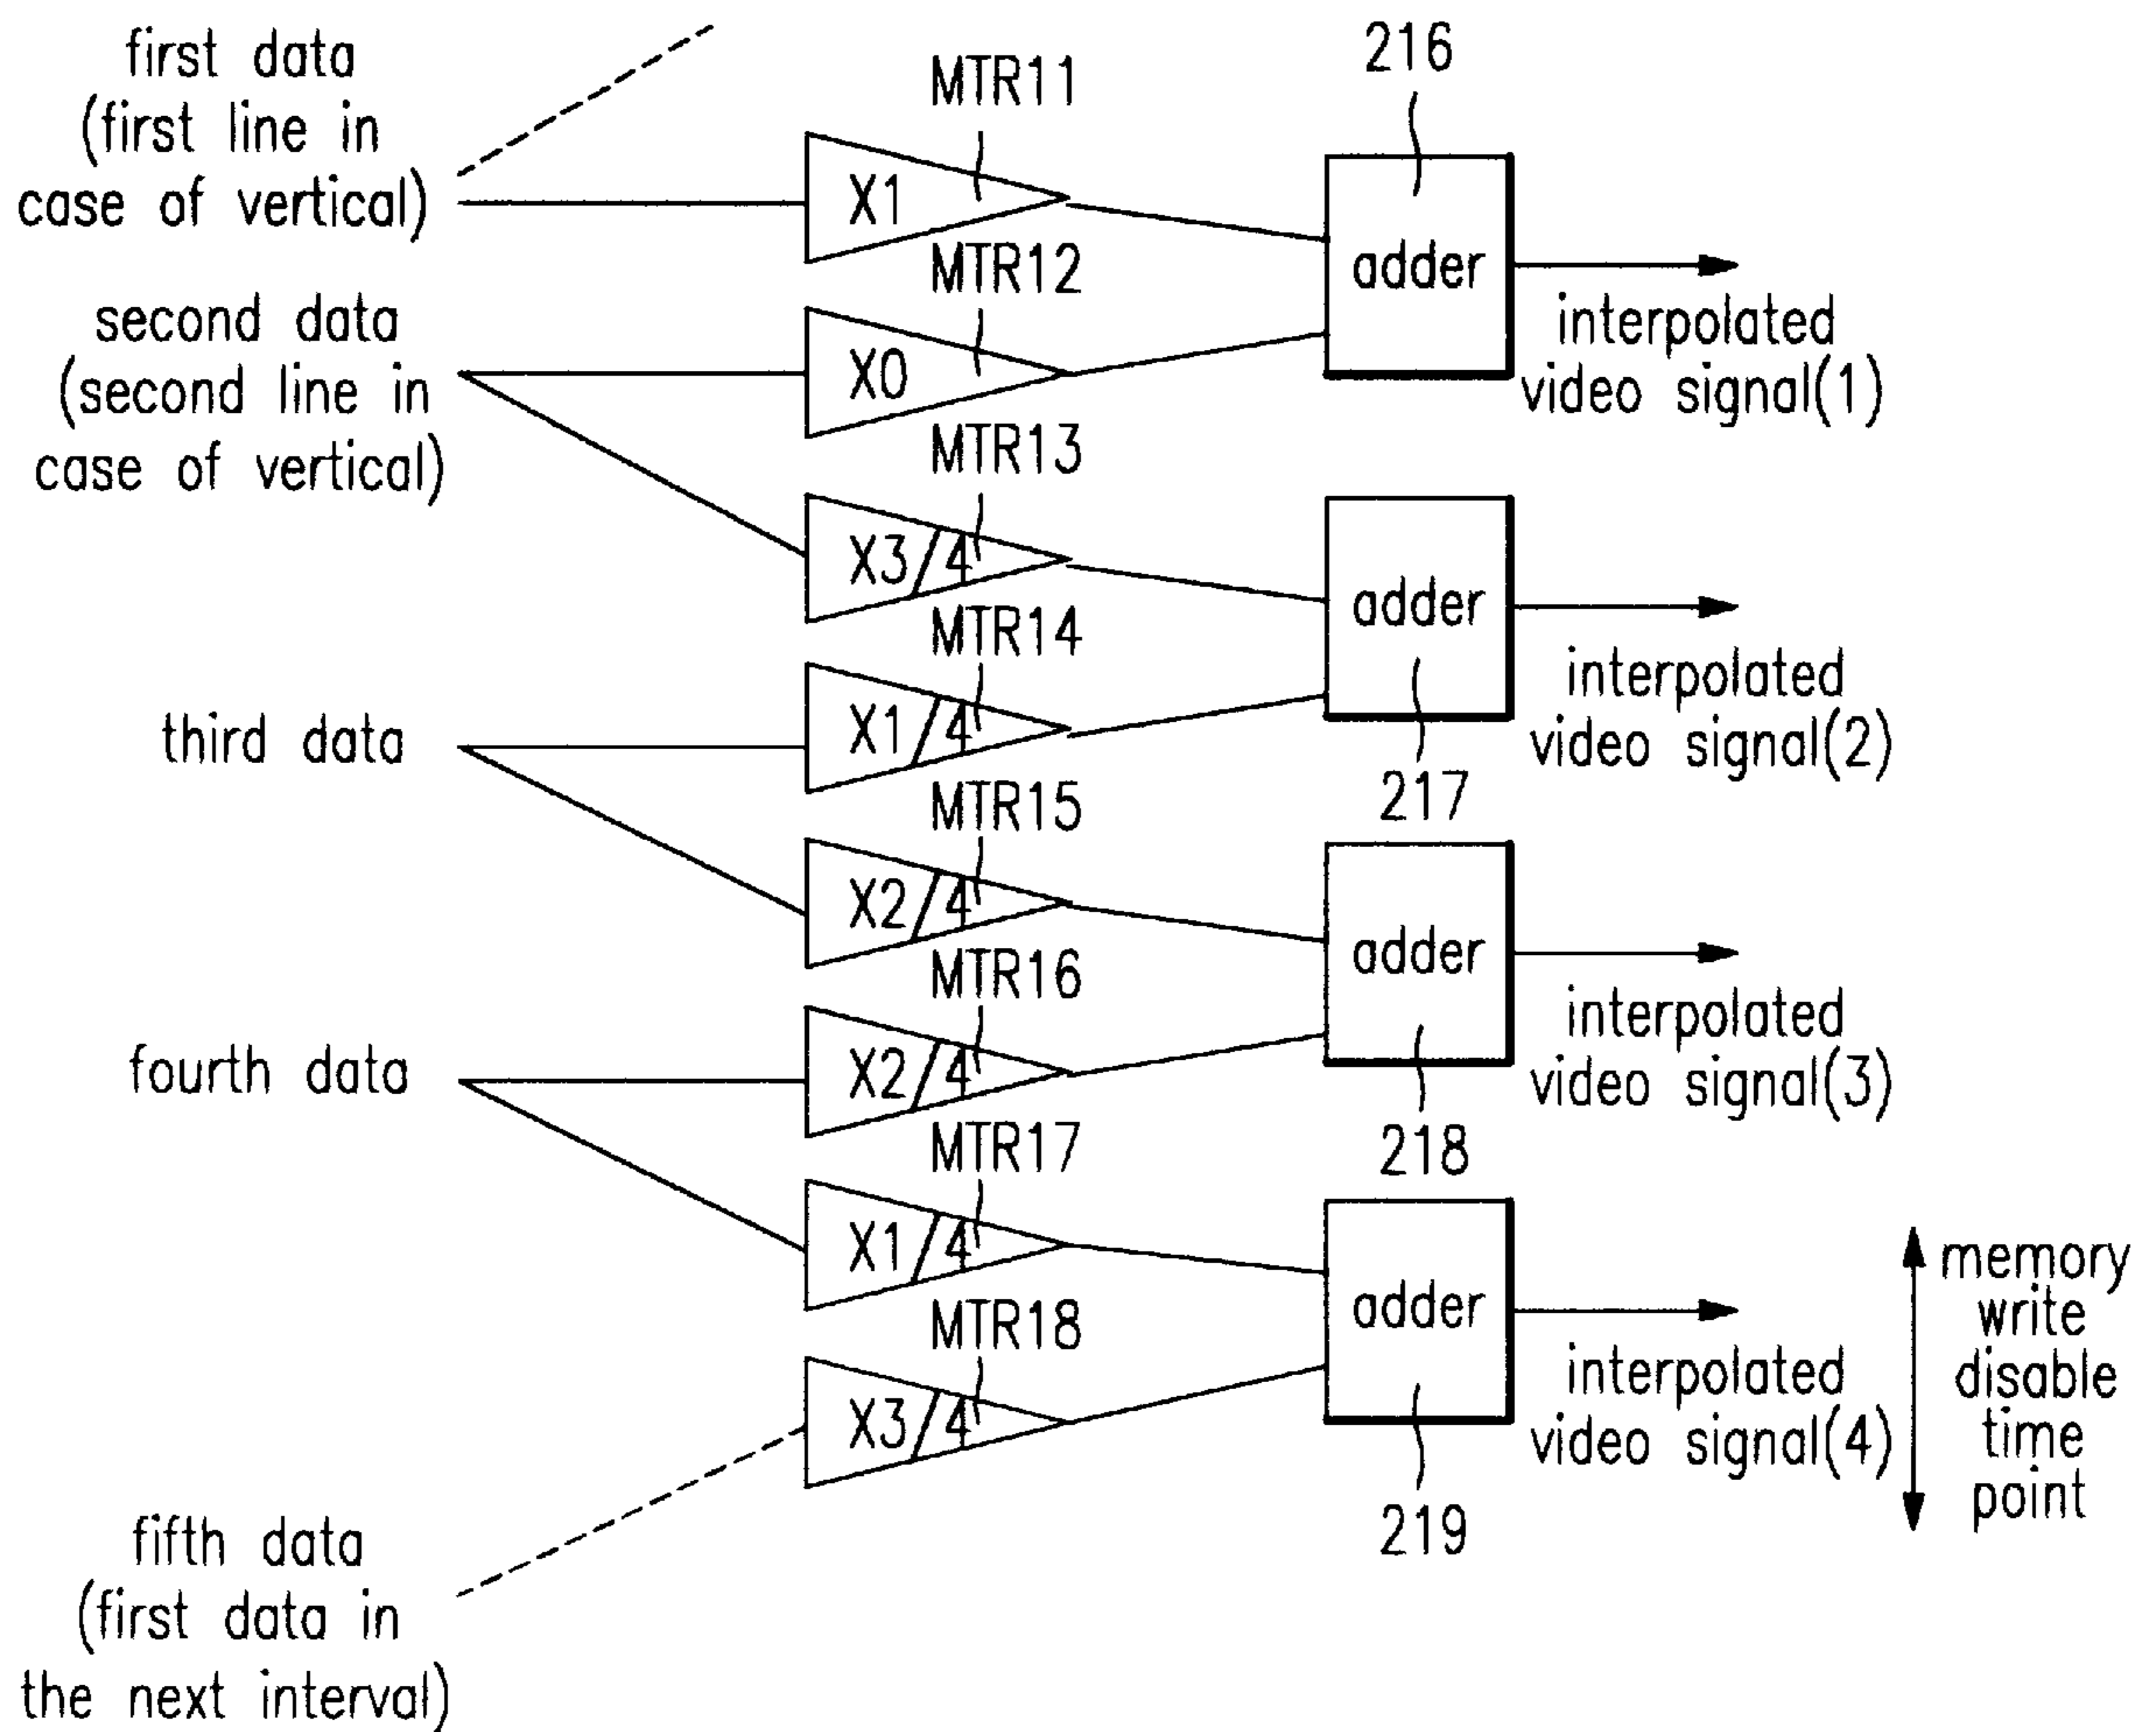 first data
(first line in
case of vertical)
MTR11
X1
216
adder
interpolated
video signal(1)
second data
(second line in
case of vertical)
MTR12
X0
MTR13
X3/4
adder
217
interpolated
video signal(2)
third data
MTR14
X1/4
MTR15
X2/4
adder
218
interpolated
video signal(3)
fourth data
MTR16
X2/4
MTR17
X1/4
adder
219
interpolated
video signal(4)
memory
write
disable
time
point
MTR18
X3/4
fifth data
(first data in
the next interval)